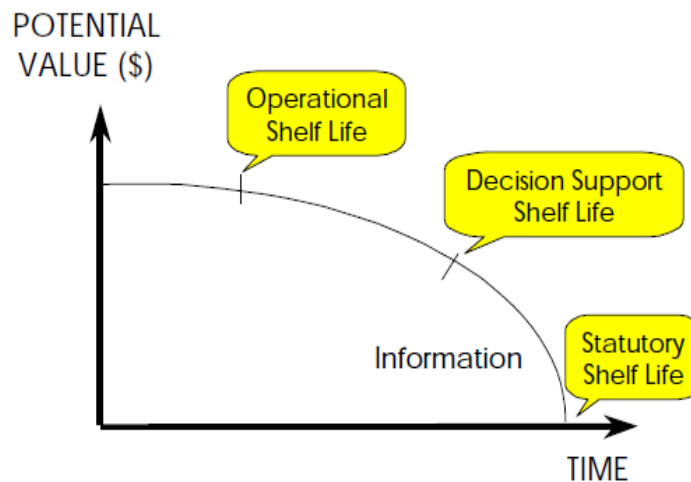 POTENTIAL
VALUE ($)
Operational
Shelf Life
Decision Support
Shelf Life
Information
Statutory
Shelf Life
TIME